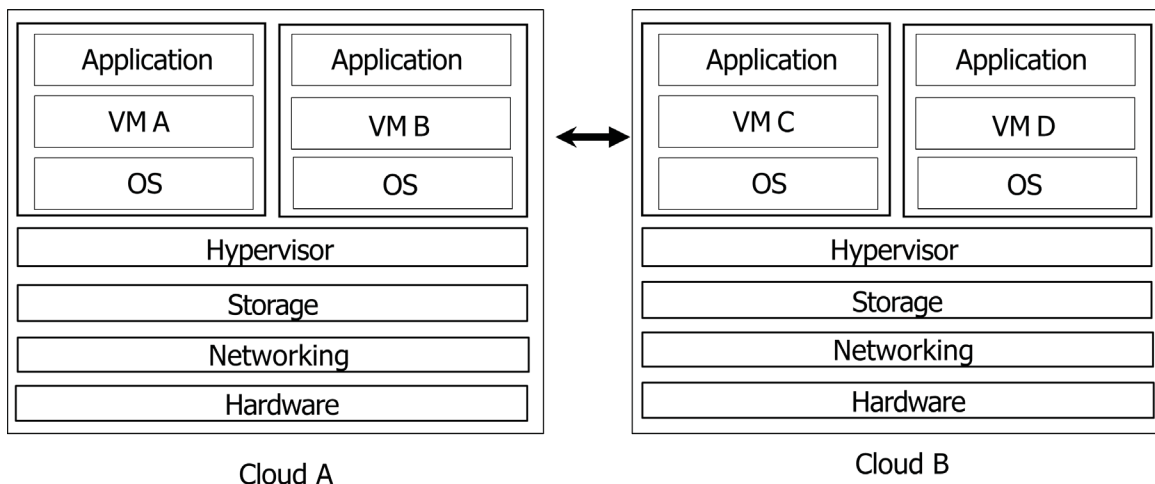 Application
VM A
OS
Application
VM B
OS
Hypervisor
Storage
Networking
Hardware
Cloud A
Application
VM C
OS
Application
VM D
OS
Hypervisor
Storage
Networking
Hardware
Cloud B